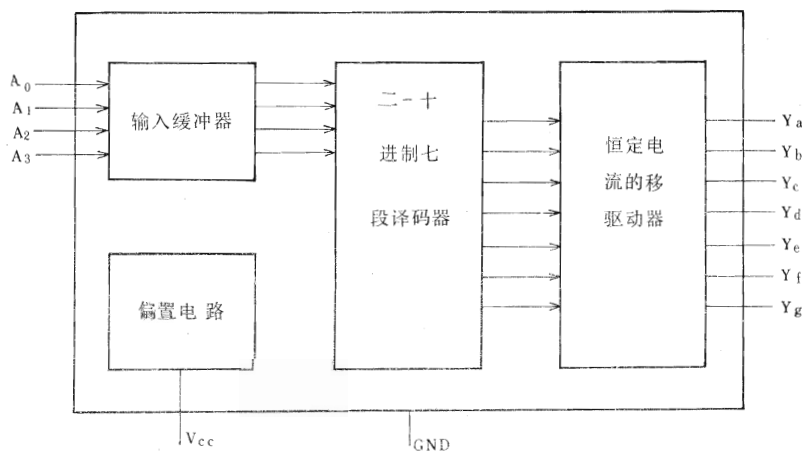 A₀
A₁
A₂
A₃
输入缓冲器
二-十
进制七
段译码器
恒定电
流的移
驱动器
偏置电路
Ya
Yb
Yc
Yd
Ye
Yf
Yg
Vcc
GND